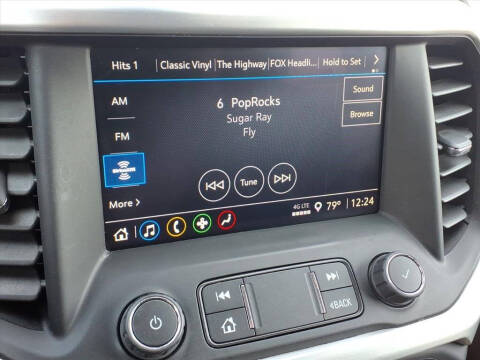 Hits 1 Classic Vinyl The Highway FOX Headli... Hold to Set
AM
6 PopRocks
Sound
Sugar Ray
Browse
FM
Fly
Tune
More
4G LTE
79° 12:24
BACK